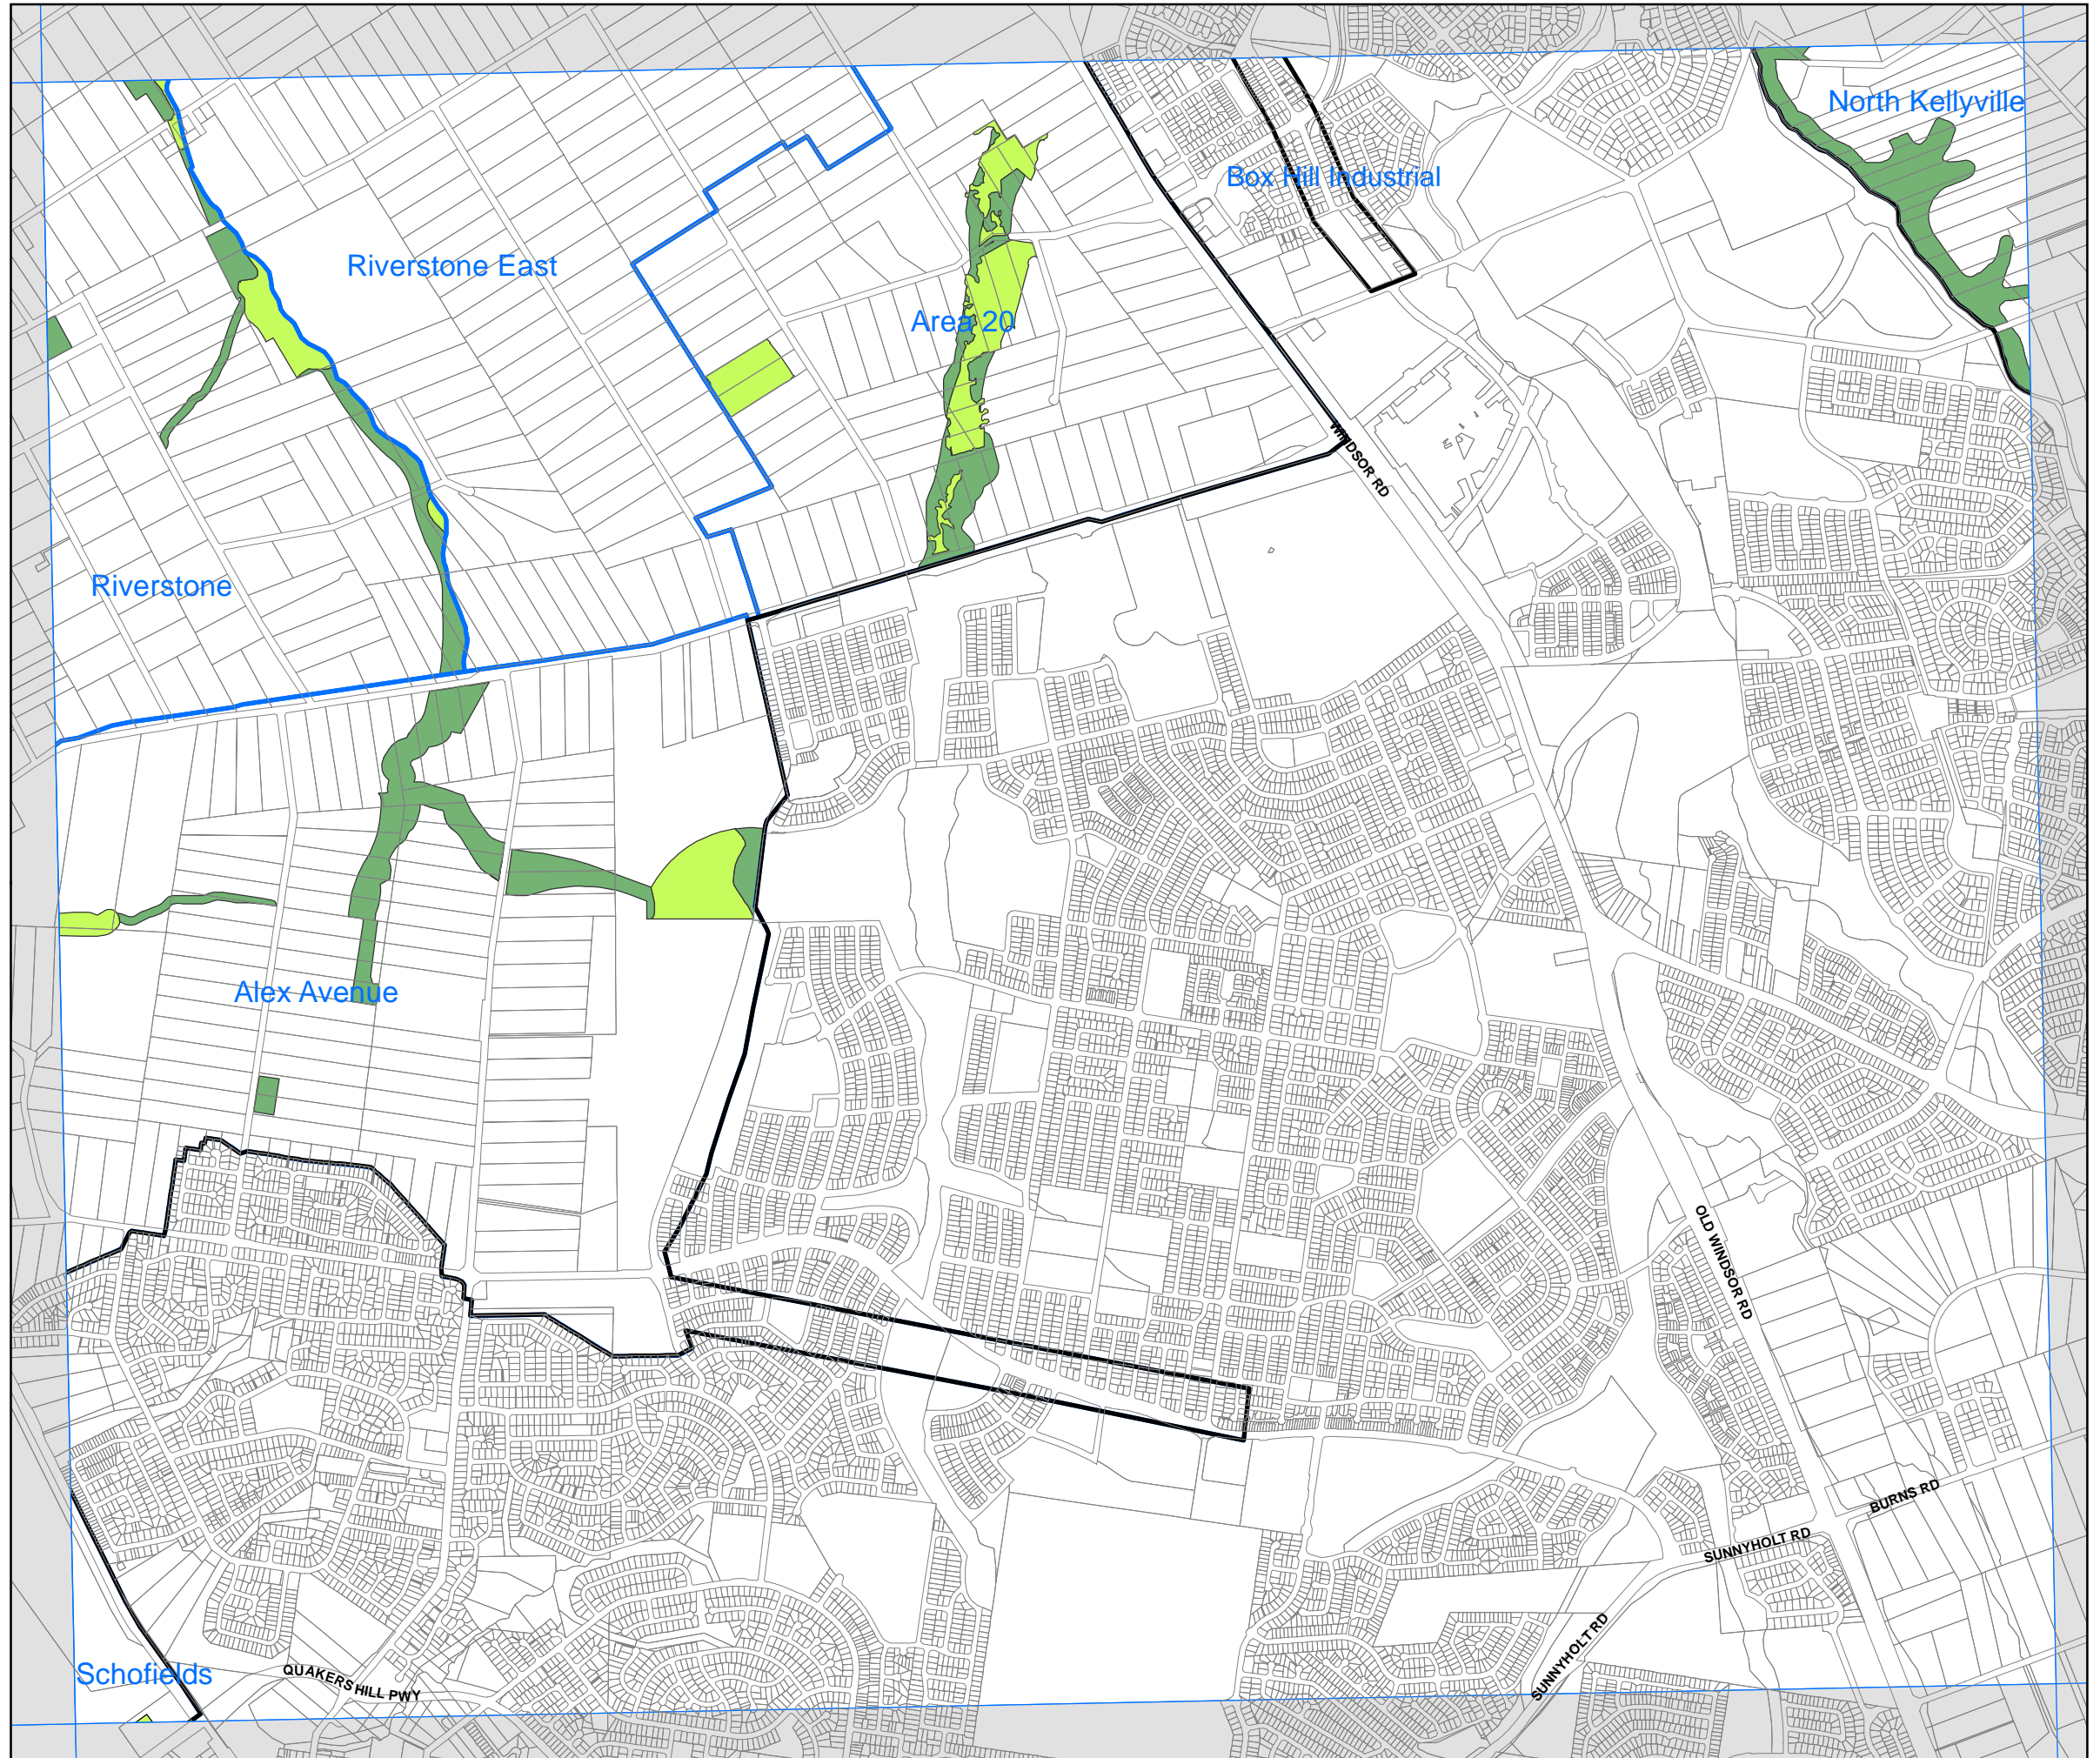 North Kellyville
Box Hill Industrial
Riverstone East
Area 20
WINDSOR RD
Riverstone
Alex Avenue
OLD WINDSOR RD
BURNS RD
SUNNYHOLT RD
SUNNYHOLT RD
Schofields
QUAKERS HILL PWY